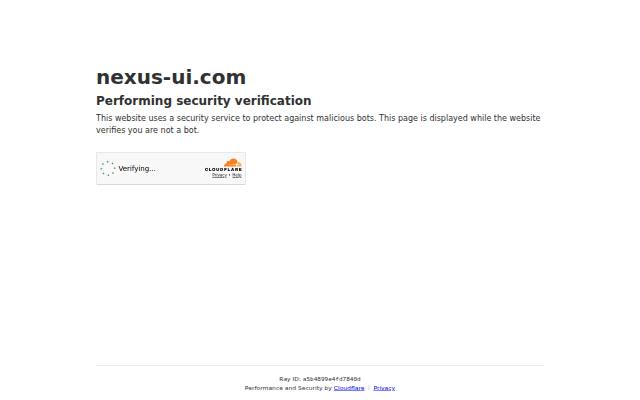 nexus-ui.com
Performing security verification
This website uses a security service to protect against malicious bots. This page is displayed while the website
verifies you are not a bot.
Verifying...
CLOUDFLARE
Privacy • Help
Ray ID: a5b4899e4fd7840d
Performance and Security by Cloudflare | Privacy